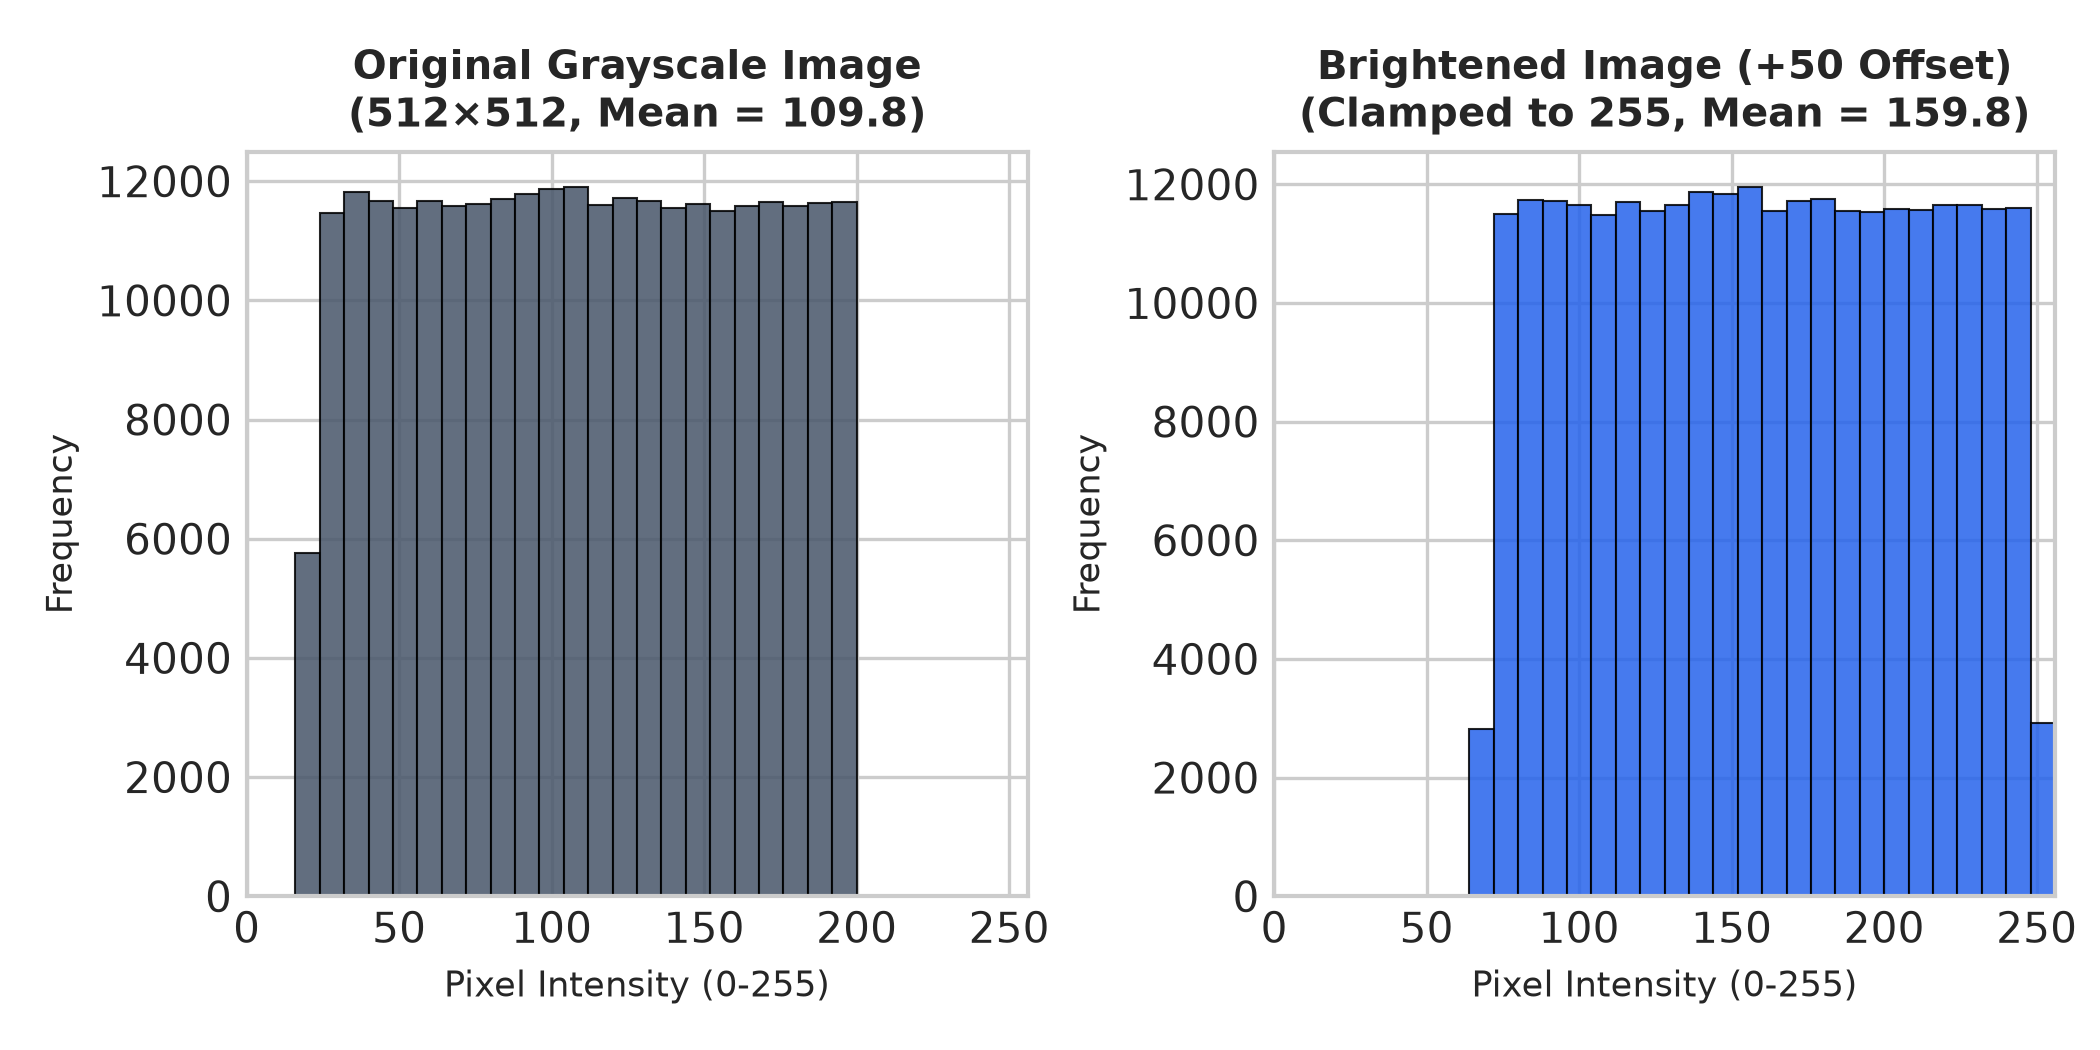 Original Grayscale Image
(512×512, Mean = 109.8)
12000
10000
8000
6000
4000
2000
0
Frequency
0 50 100 150 200 250
Pixel Intensity (0-255)
Brightened Image (+50 Offset)
(Clamped to 255, Mean = 159.8)
12000
10000
8000
6000
4000
2000
0
Frequency
0 50 100 150 200 250
Pixel Intensity (0-255)